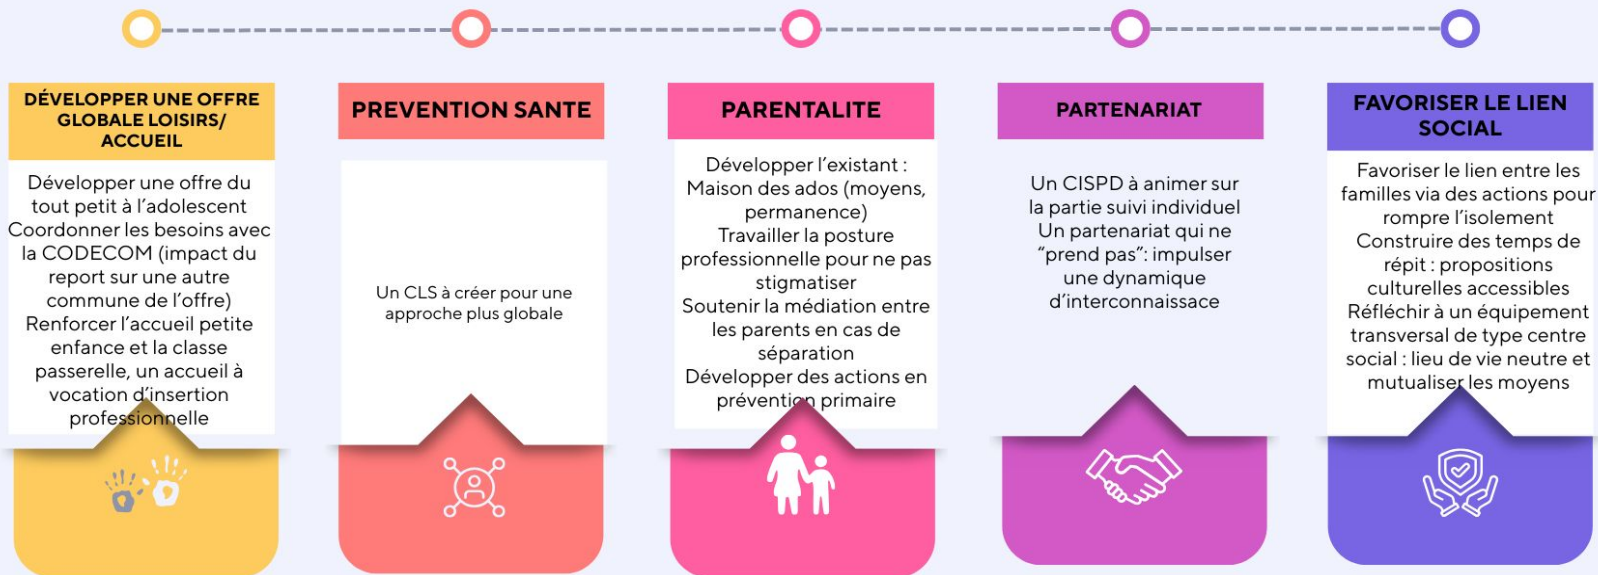 DÉVELOPPER UNE OFFRE
GLOBALE LOISIRS/
ACCUEIL
Développer une offre du
tout petit à l'adolescent
Coordonner les besoins avec
la CODECOM (impact du
report sur une autre
commune de l'offre)
Renforcer l'accueil petite
enfance et la classe
passerelle, un accueil à
vocation d'insertion
professionnelle
PREVENTION SANTE
Un CLS à créer pour une
approche plus globale
PARENTALITE
Développer l'existant :
Maison des ados (moyens,
permanence)
Travailler la posture
professionnelle pour ne pas
stigmatiser
Soutenir la médiation entre
les parents en cas de
séparation
Développer des actions en
prévention primaire
PARTENARIAT
Un CISPD à animer sur
la partie suivi individuel
Un partenariat qui ne
“prend pas”: impulser
une dynamique
d'interconnaissace
FAVORISER LE LIEN
SOCIAL
Favoriser le lien entre les
familles via des actions pour
rompre l'isolement
Construire des temps de
répit : propositions
culturelles accessibles
Réfléchir à un équipement
transversal de type centre
social : lieu de vie neutre et
mutualiser les moyens